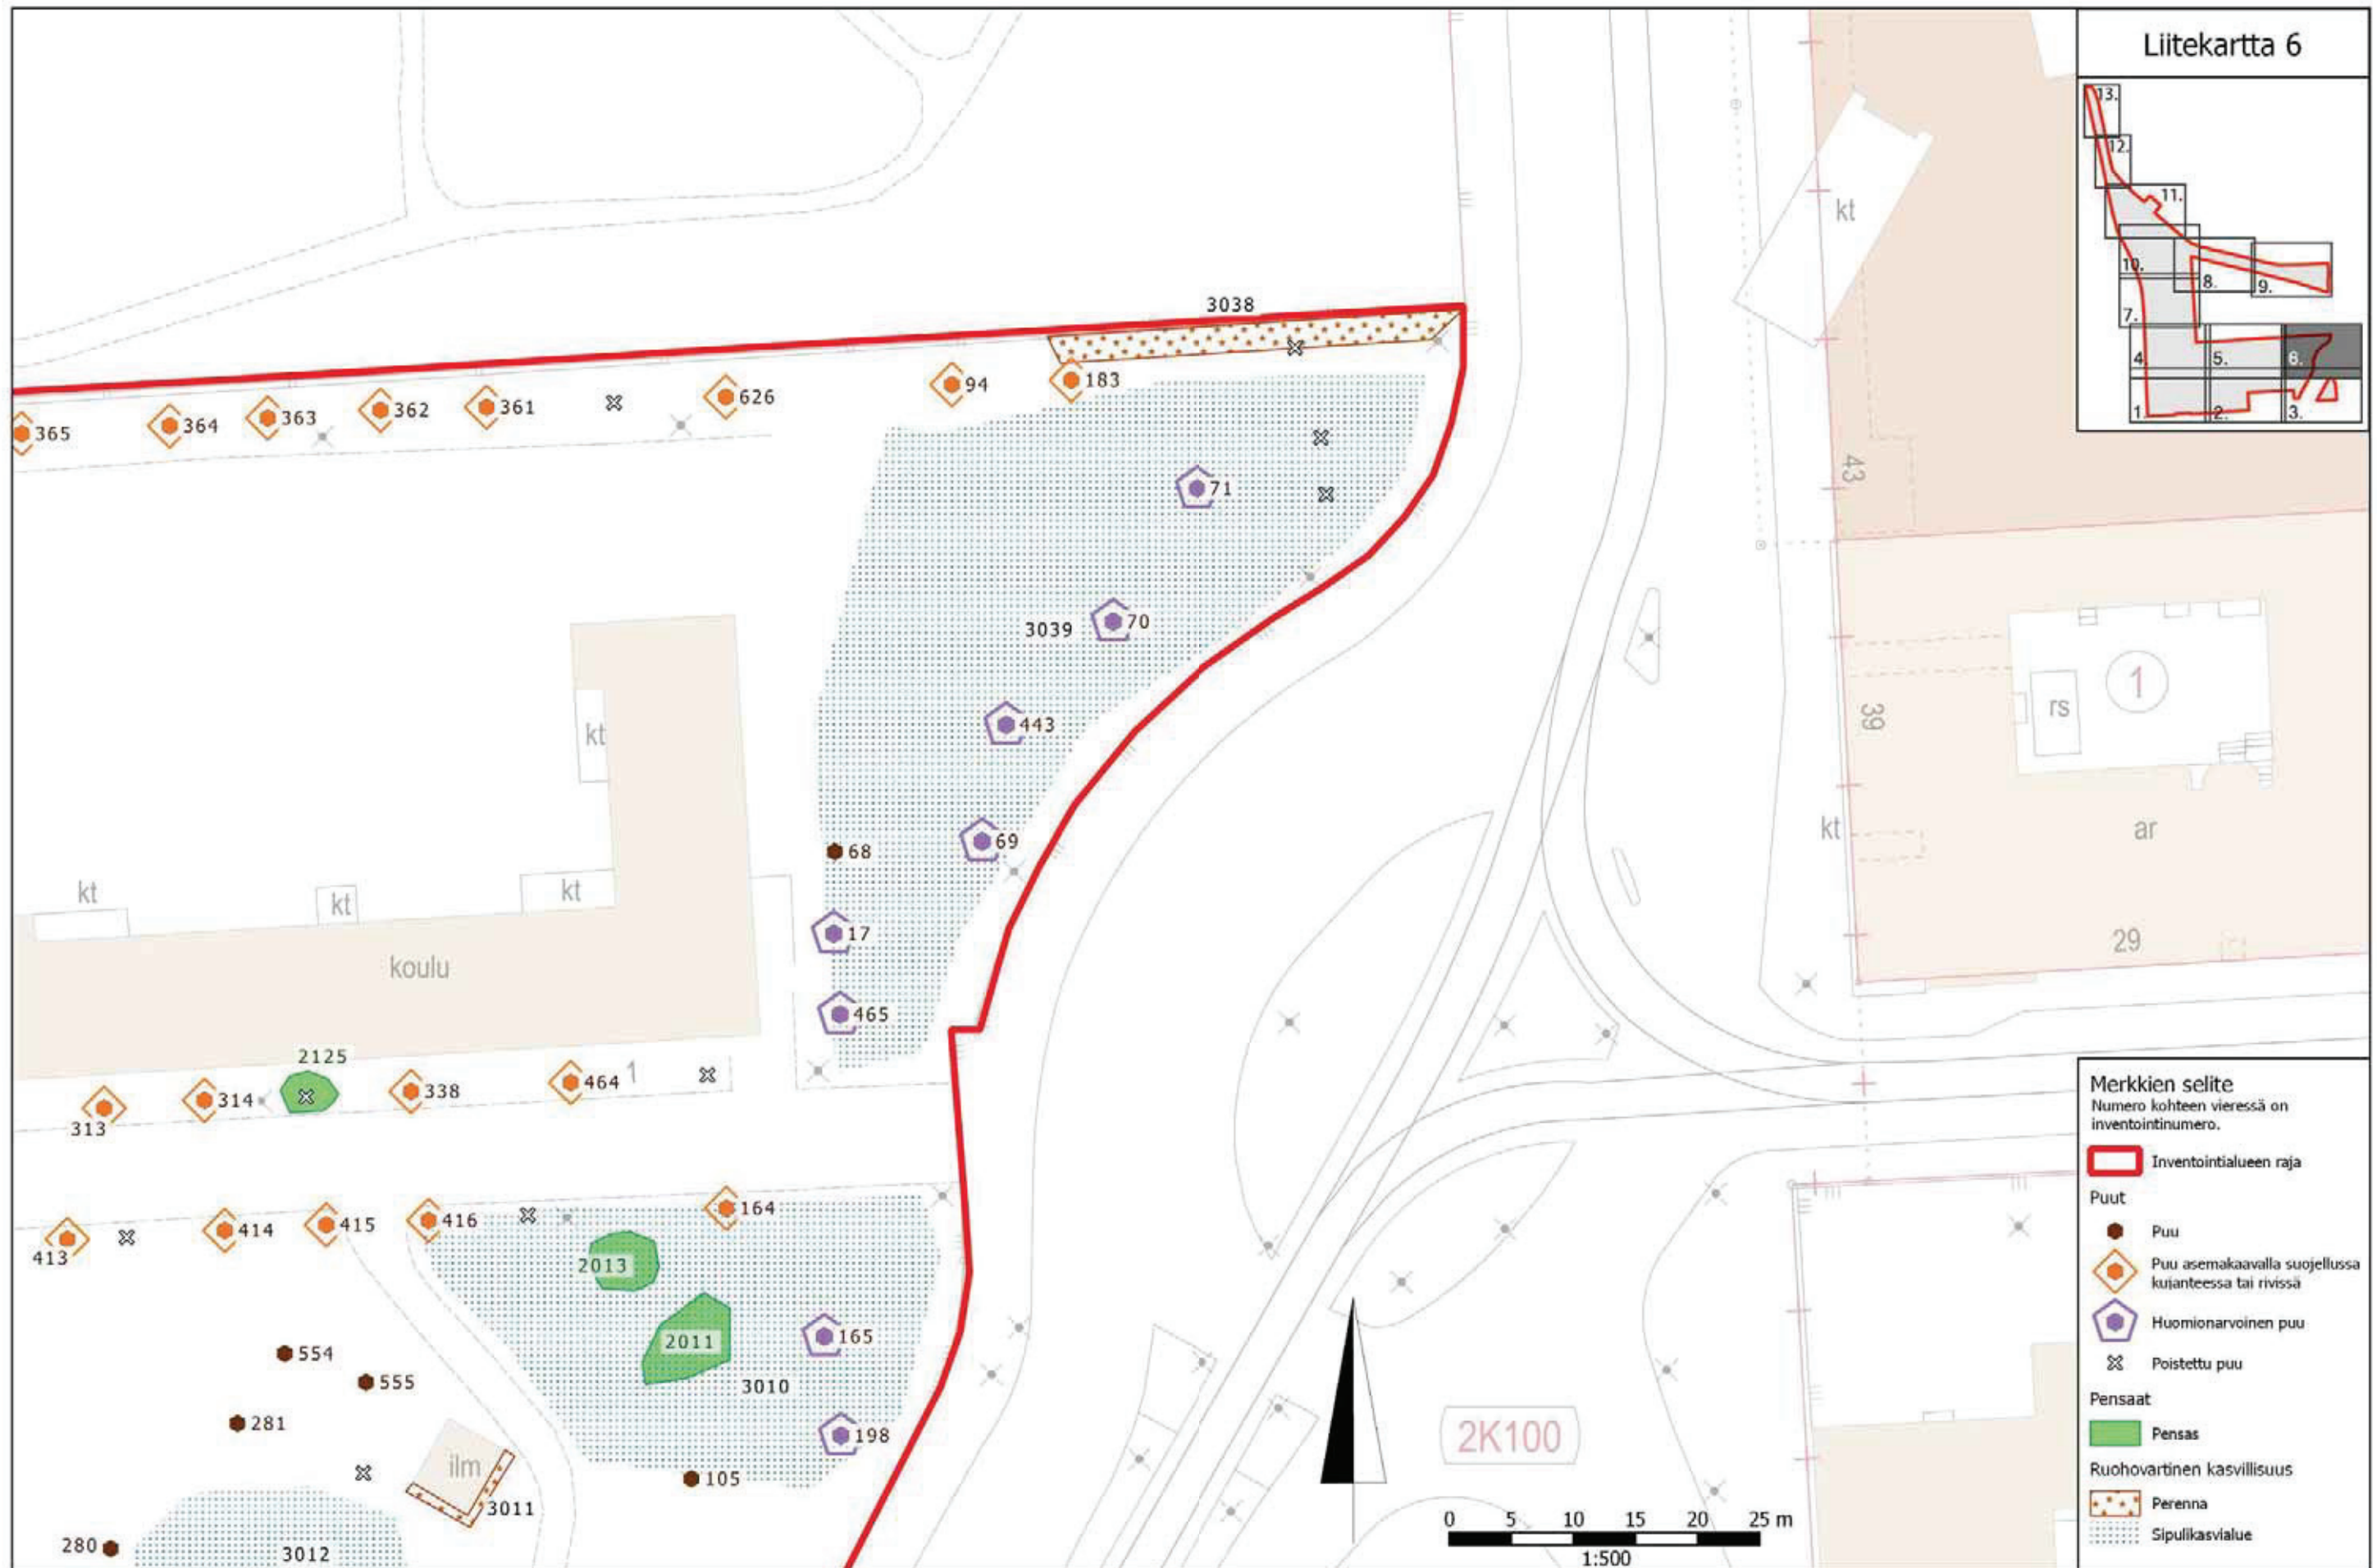 Liitekartta 6
13.
12.
11.
10.
8.
9.
7.
4.
5.
6.
1.
2.
3.
kt
3038
365
364
363
362
361
626
94
183
71
43
3039
70
443
kt
rs
1
39
69
68
kt
ar
kt
kt
kt
17
29
koulu
465
2125
313
314
338
464
1
413
414
415
416
164
2013
2011
165
3010
554
555
281
198
ilm
105
3011
280
3012
2K100
0 5 10 15 20 25 m
1:500
Merkkien selite
Numero kohteen vieressä on
inventointinumero.
Inventointialueen raja
Puut
Puu
Puu asemakaavalla suojellussa
kujanteessa tai rivissä
Huomionarvoinen puu
Poistettu puu
Pensaat
Pensas
Ruohovartinen kasvillisuus
Perenna
Sipulikasvialue